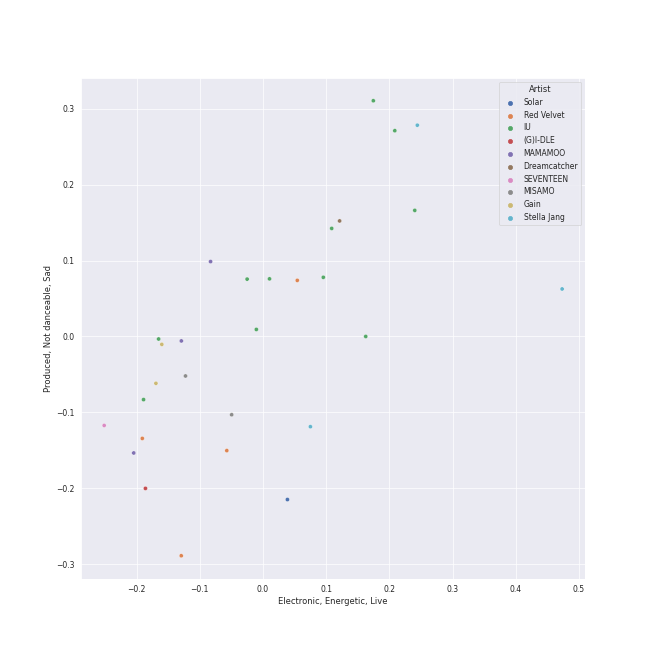 Artist
Solar
Red Velvet
IU
(G)I-DLE
MAMAMOO
Dreamcatcher
SEVENTEEN
MISAMO
Gain
Stella Jang
Produced, Not danceable, Sad
0.3
0.2
0.1
0.0
−0.1
−0.2
−0.3
−0.2 −0.1 0.0 0.1 0.2 0.3 0.4 0.5
Electronic, Energetic, Live